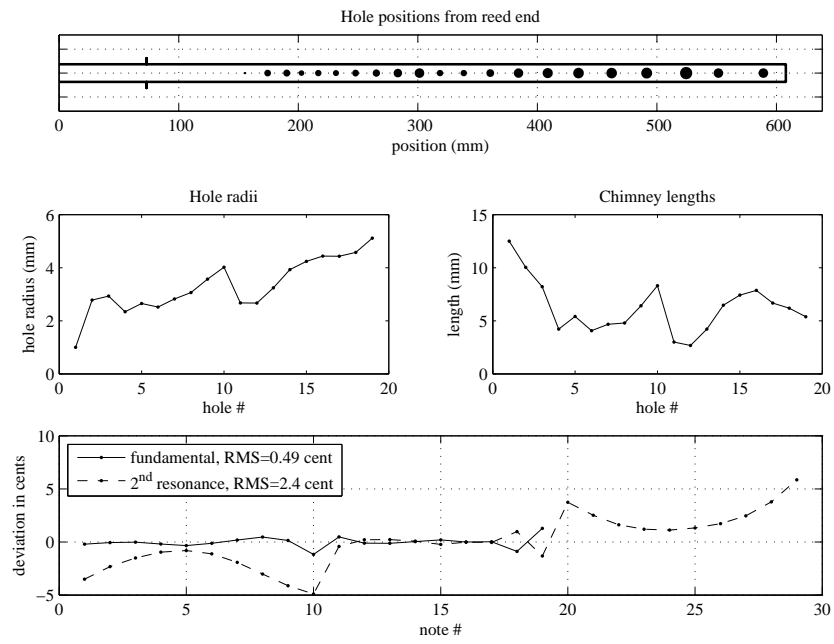 Hole positions from reed end
0 100 200 300 400 500 600
position (mm)
Hole radii
6
4
2
0
hole radius (mm)
0 5 10 15 20
hole #
Chimney lengths
15
10
5
0
length (mm)
0 5 10 15 20
hole #
10
5
0
−5
deviation in cents
fundamental, RMS=0.49 cent
2nd resonance, RMS=2.4 cent
0 5 10 15 20 25 30
note #